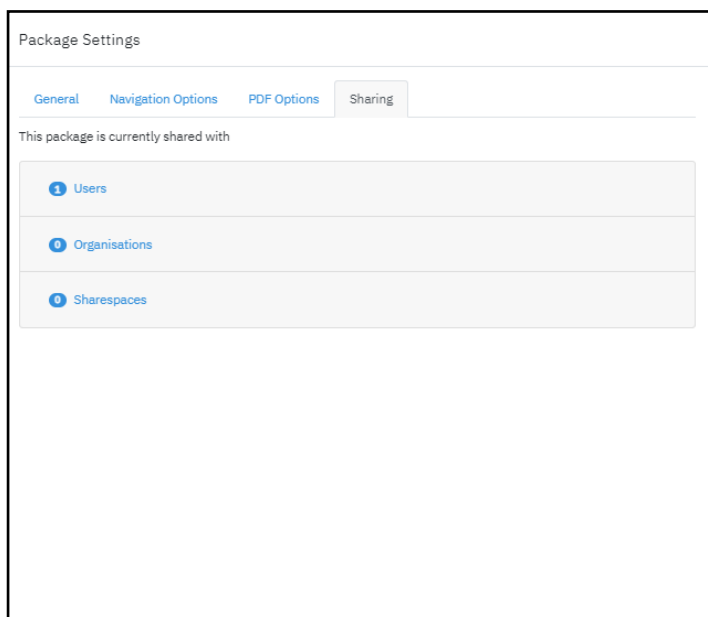 Package Settings
General Navigation Options PDF Options Sharing
This package is currently shared with
1 Users
0 Organisations
0 Sharespaces